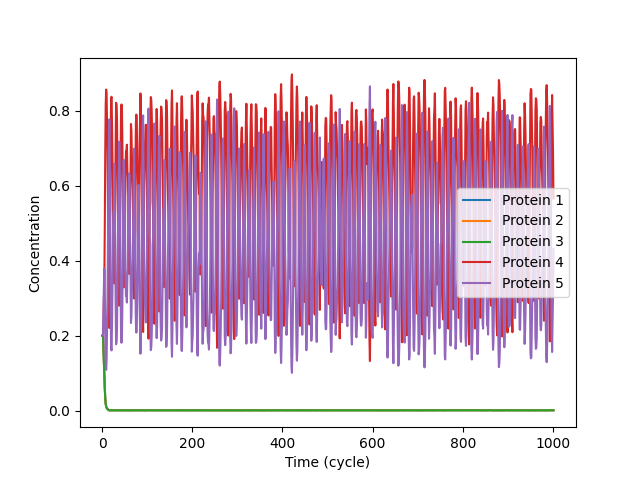 0.8
0.6
0.4
0.2
0.0
Concentration
Protein 1
Protein 2
Protein 3
Protein 4
Protein 5
0 200 400 600 800 1000
Time (cycle)